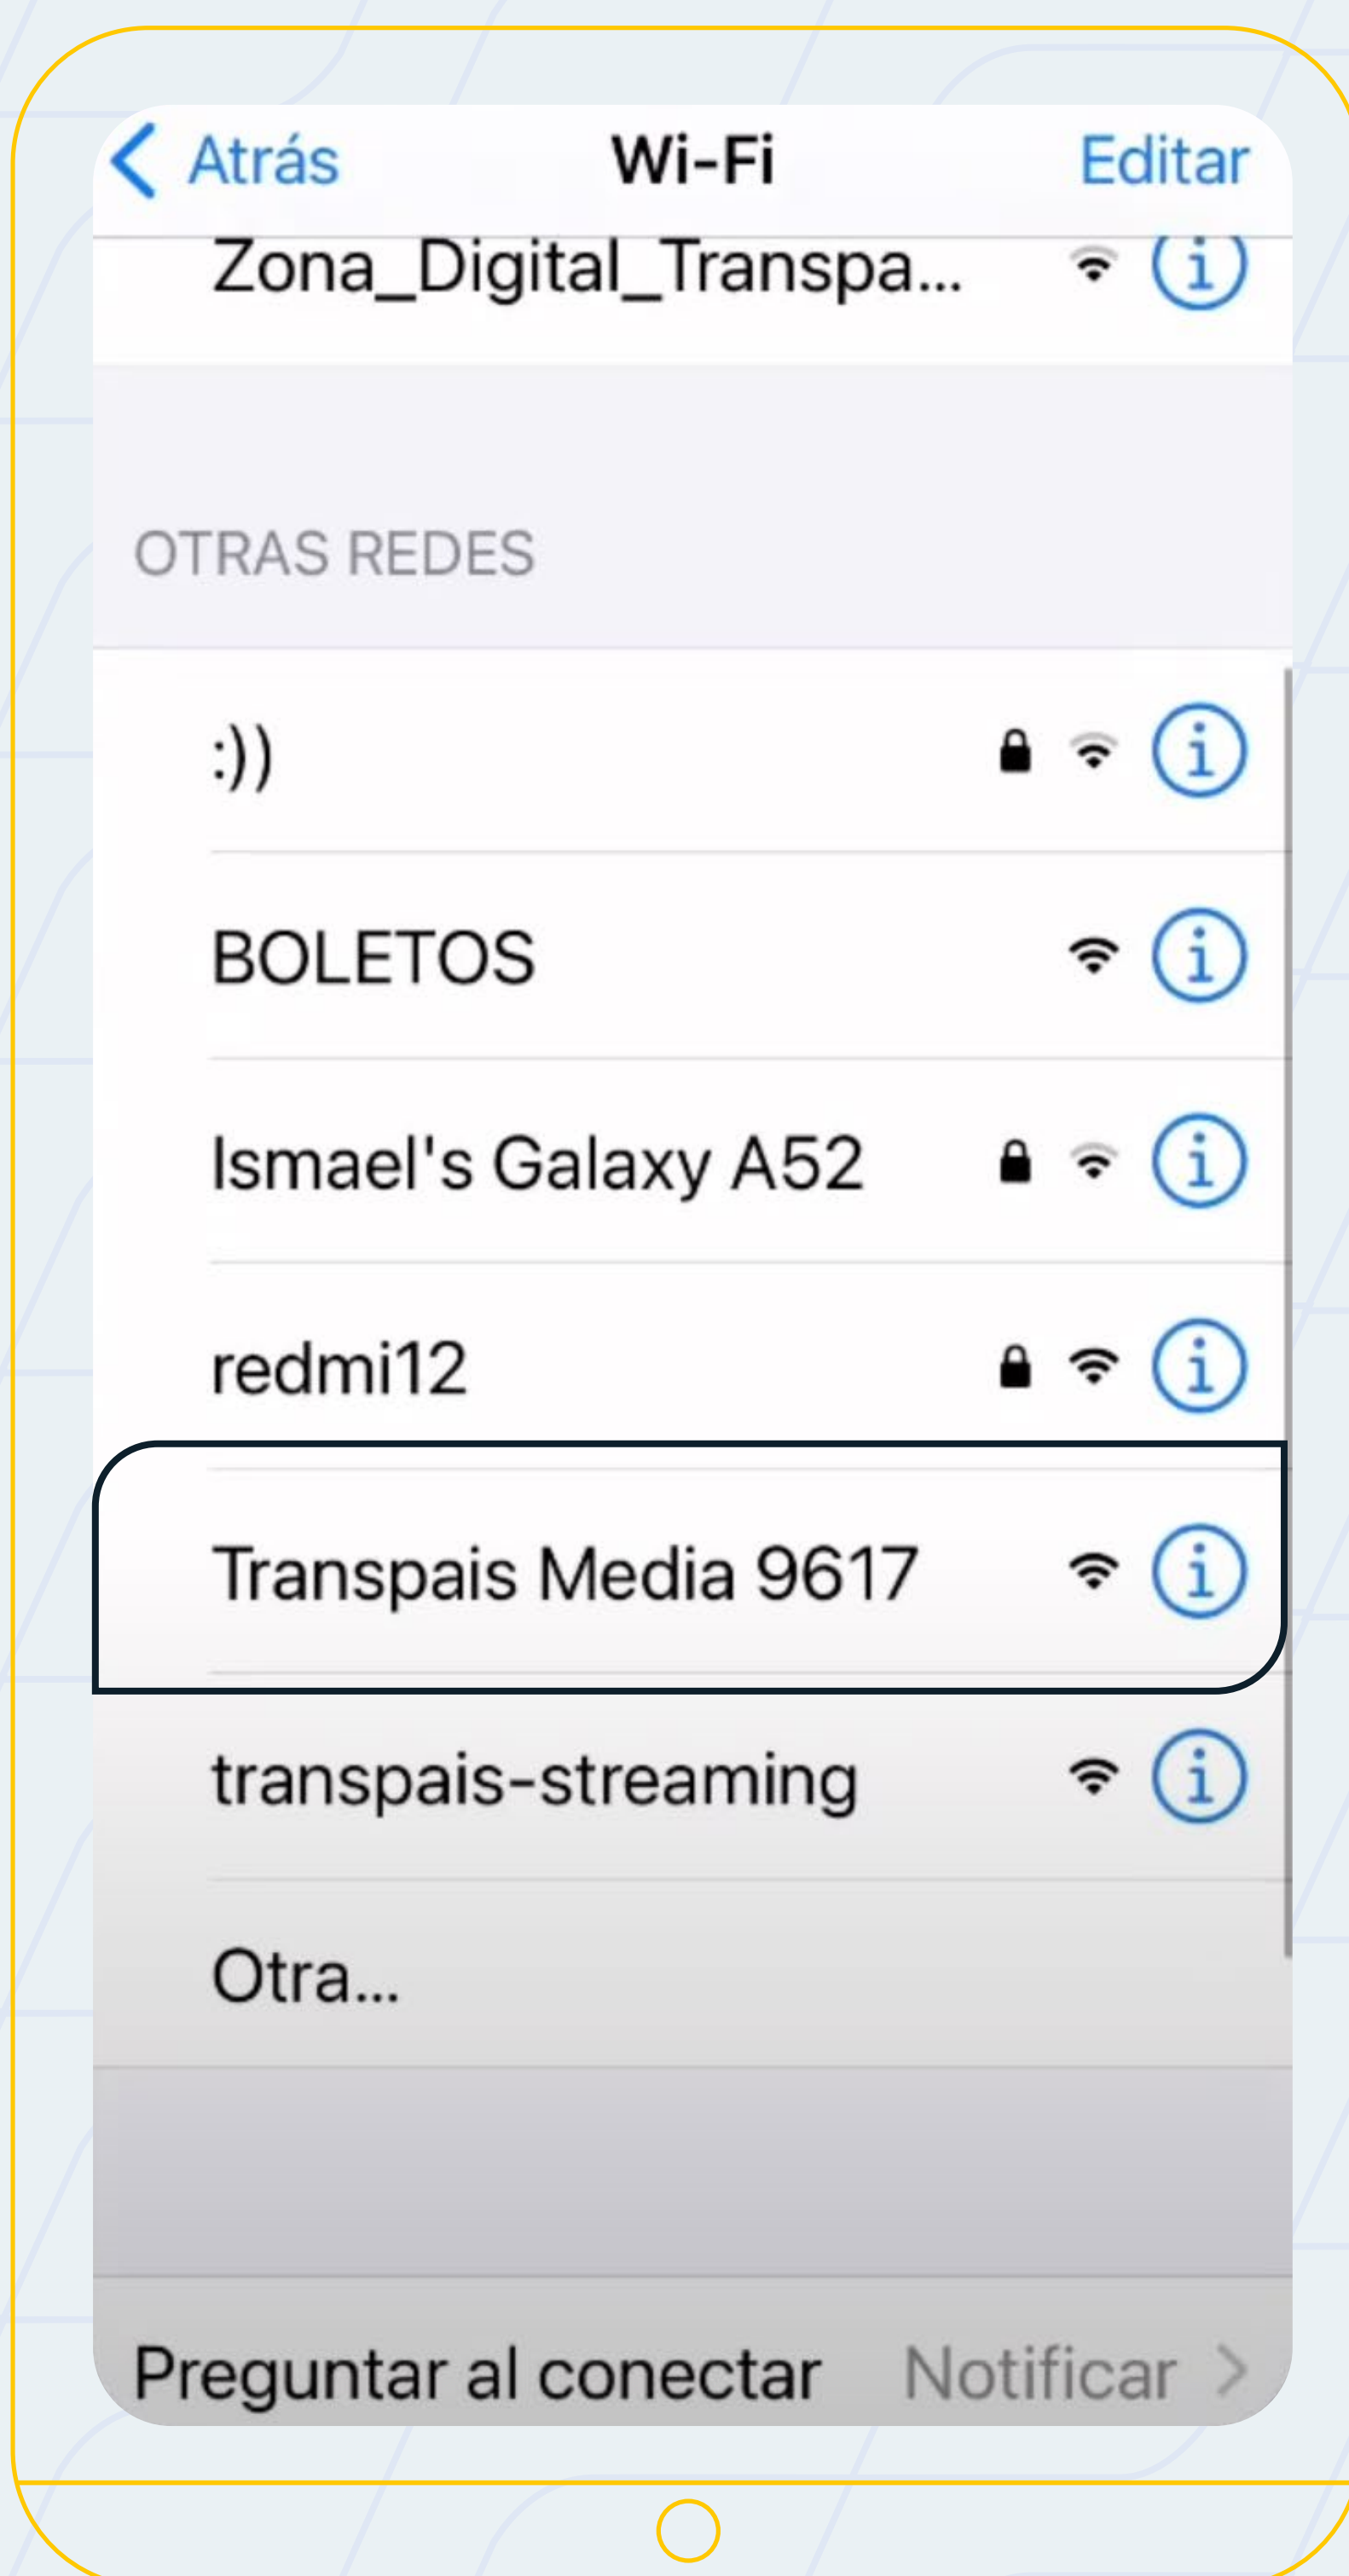 Atrás Wi-Fi Editar
Zona_Digital_Transpa...
OTRAS REDES
:))
BOLETOS
Ismael's Galaxy A52
redmi12
Transpais Media 9617
transpais-streaming
Otra...
Preguntar al conectar Notificar